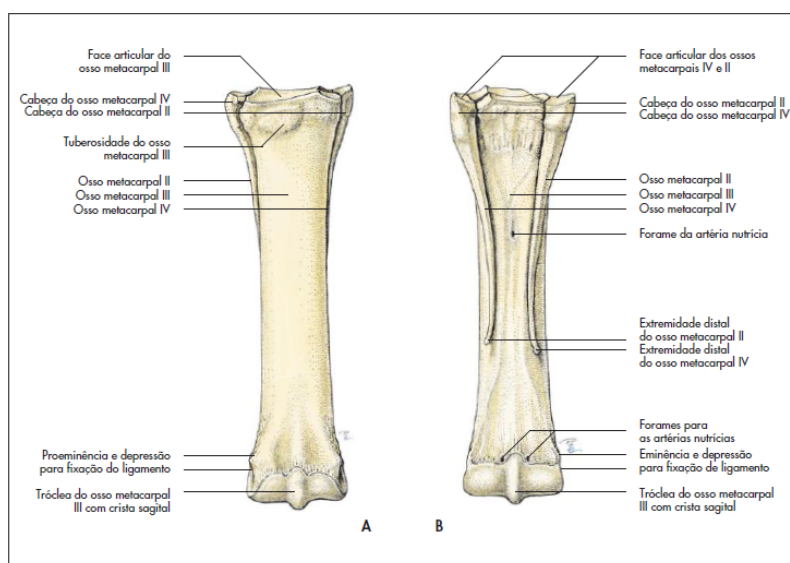 Face articular do
osso metacarpal III
Cabeça do osso metacarpal IV
Cabeça do osso metacarpal II
Tuberosidade do osso
metacarpal III
Osso metacarpal II
Osso metacarpal III
Osso metacarpal IV
Proeminência e depressão
para fixação do ligamento
Tróclea do osso metacarpal
III com crista sagital
A
Face articular dos ossos
metacarpais IV e II
Cabeça do osso metacarpal II
Cabeça do osso metacarpal IV
Osso metacarpal II
Osso metacarpal III
Osso metacarpal IV
Forame da artéria nutrícia
Extremidade distal
do osso metacarpal II
Extremidade distal
do osso metacarpal IV
Forames para
as artérias nutrícias
Eminência e depressão
para fixação de ligamento
Tróclea do osso metacarpal
III com crista sagital
B